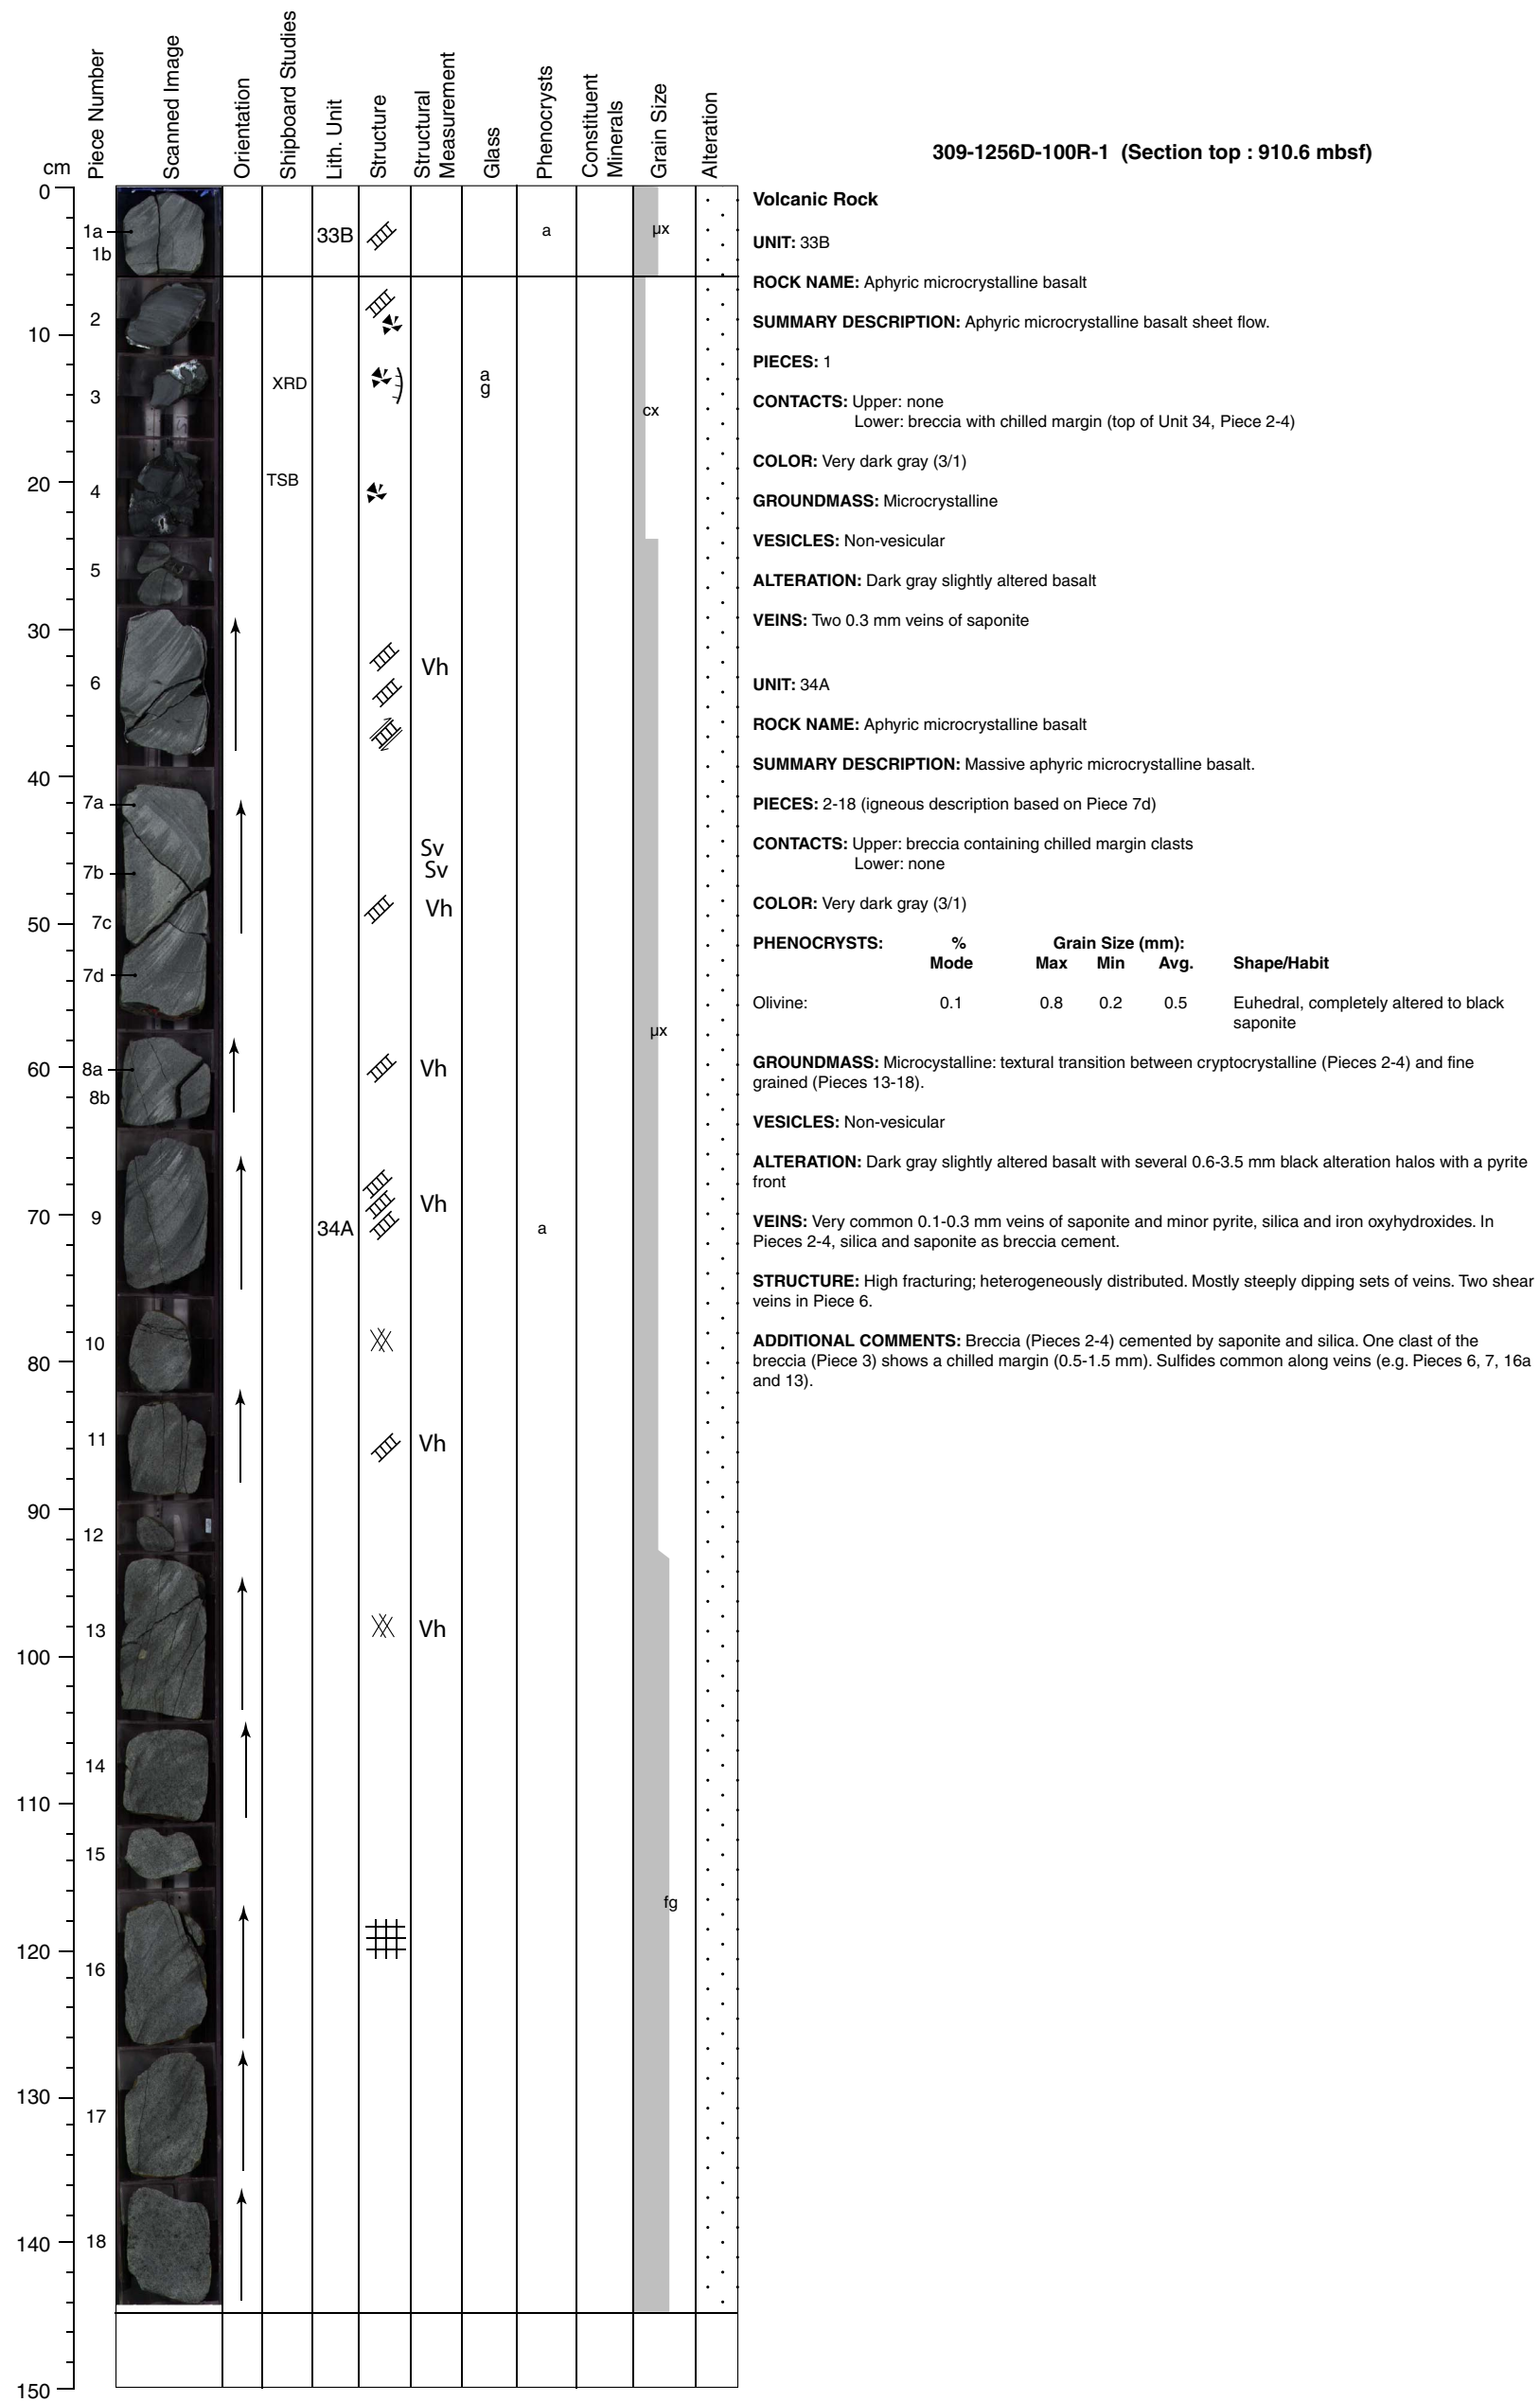 cm
Piece Number
Scanned Image
Orientation
Shipboard Studies
Lith. Unit
Structure
Structural
Measurement
Glass
Phenocrysts
Constituent
Minerals
Grain Size
Alteration
0
10
20
30
40
50
60
70
80
90
100
110
120
130
140
150
1a
1b
2
3
4
5
6
7a
7b
7c
7d
8a
8b
9
10
11
12
13
14
15
16
17
18
XRD
TSB
33B
34A
Vh
Sv
Sv
Vh
Vh
Vh
Vh
Vh
a
g
a
a
µx
cx
µx
fg
309-1256D-100R-1 (Section top : 910.6 mbsf)
Volcanic Rock
UNIT: 33B
ROCK NAME: Aphyric microcrystalline basalt
SUMMARY DESCRIPTION: Aphyric microcrystalline basalt sheet flow.
PIECES: 1
CONTACTS: Upper: none
Lower: breccia with chilled margin (top of Unit 34, Piece 2-4)
COLOR: Very dark gray (3/1)
GROUNDMASS: Microcrystalline
VESICLES: Non-vesicular
ALTERATION: Dark gray slightly altered basalt
VEINS: Two 0.3 mm veins of saponite
UNIT: 34A
ROCK NAME: Aphyric microcrystalline basalt
SUMMARY DESCRIPTION: Massive aphyric microcrystalline basalt.
PIECES: 2-18 (igneous description based on Piece 7d)
CONTACTS: Upper: breccia containing chilled margin clasts
Lower: none
COLOR: Very dark gray (3/1)
PHENOCRYSTS: % Grain Size (mm):
Mode Max Min Avg. Shape/Habit
Olivine: 0.1 0.8 0.2 0.5 Euhedral, completely altered to black
saponite
GROUNDMASS: Microcystalline: textural transition between cryptocrystalline (Pieces 2-4) and fine
grained (Pieces 13-18).
VESICLES: Non-vesicular
ALTERATION: Dark gray slightly altered basalt with several 0.6-3.5 mm black alteration halos with a pyrite
front
VEINS: Very common 0.1-0.3 mm veins of saponite and minor pyrite, silica and iron oxyhydroxides. In
Pieces 2-4, silica and saponite as breccia cement.
STRUCTURE: High fracturing; heterogeneously distributed. Mostly steeply dipping sets of veins. Two shear
veins in Piece 6.
ADDITIONAL COMMENTS: Breccia (Pieces 2-4) cemented by saponite and silica. One clast of the
breccia (Piece 3) shows a chilled margin (0.5-1.5 mm). Sulfides common along veins (e.g. Pieces 6, 7, 16a
and 13).